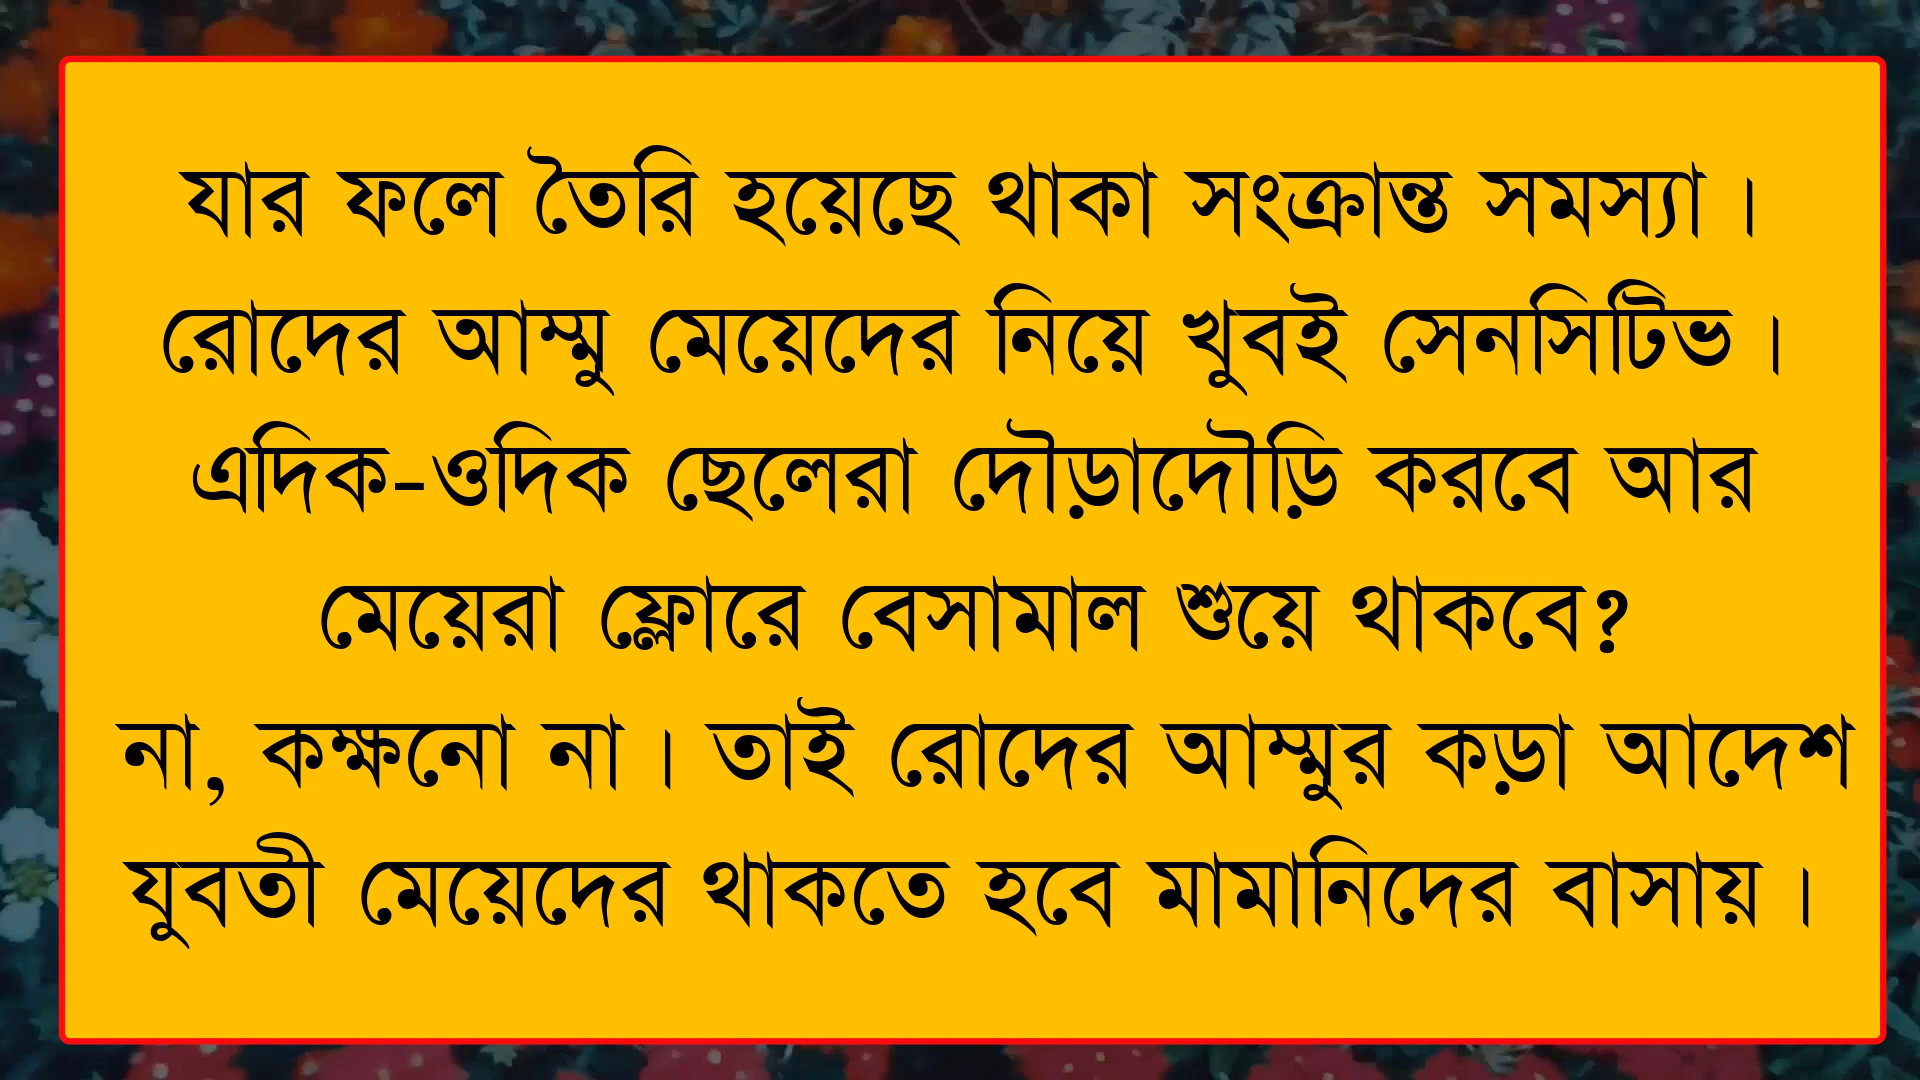 যার ফলে তৈরি হয়েছে থাকা সংক্রান্ত সমস্যা।
রোদের আম্মু মেয়েদের নিয়ে খুবই সেনসিটিভ।
এদিক-ওদিক ছেলেরা দৌড়াদৌড়ি করবে আর
মেয়েরা ফ্লোরে বেসামাল শুয়ে থাকবে?
না, কক্ষনো না। তাই রোদের আম্মুর কড়া আদেশ
যুবতী মেয়েদের থাকতে হবে মামানিদের বাসায়।